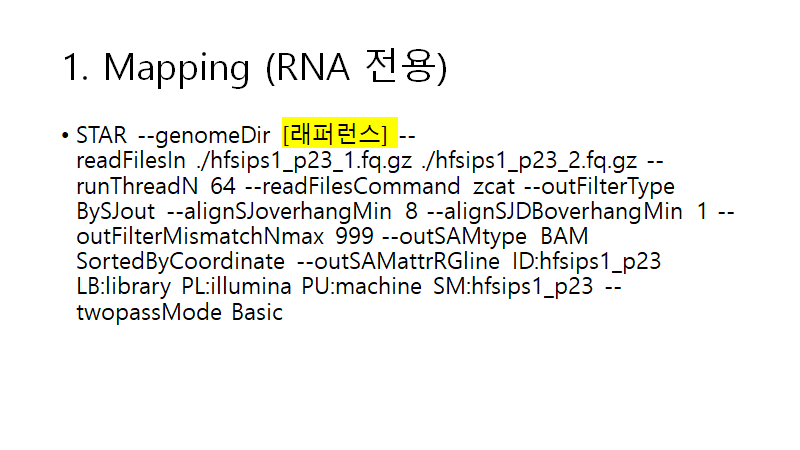 1. Mapping (RNA 전용)
• STAR --genomeDir [래퍼런스] --
readFilesIn ./hfsips1_p23_1.fq.gz ./hfsips1_p23_2.fq.gz --
runThreadN 64 --readFilesCommand zcat --outFilterType
BySJout --alignSJoverhangMin 8 --alignSJDBoverhangMin 1 --
outFilterMismatchNmax 999 --outSAMtype BAM
SortedByCoordinate --outSAMattrRGline ID:hfsips1_p23
LB:library PL:illumina PU:machine SM:hfsips1_p23 --
twopassMode Basic